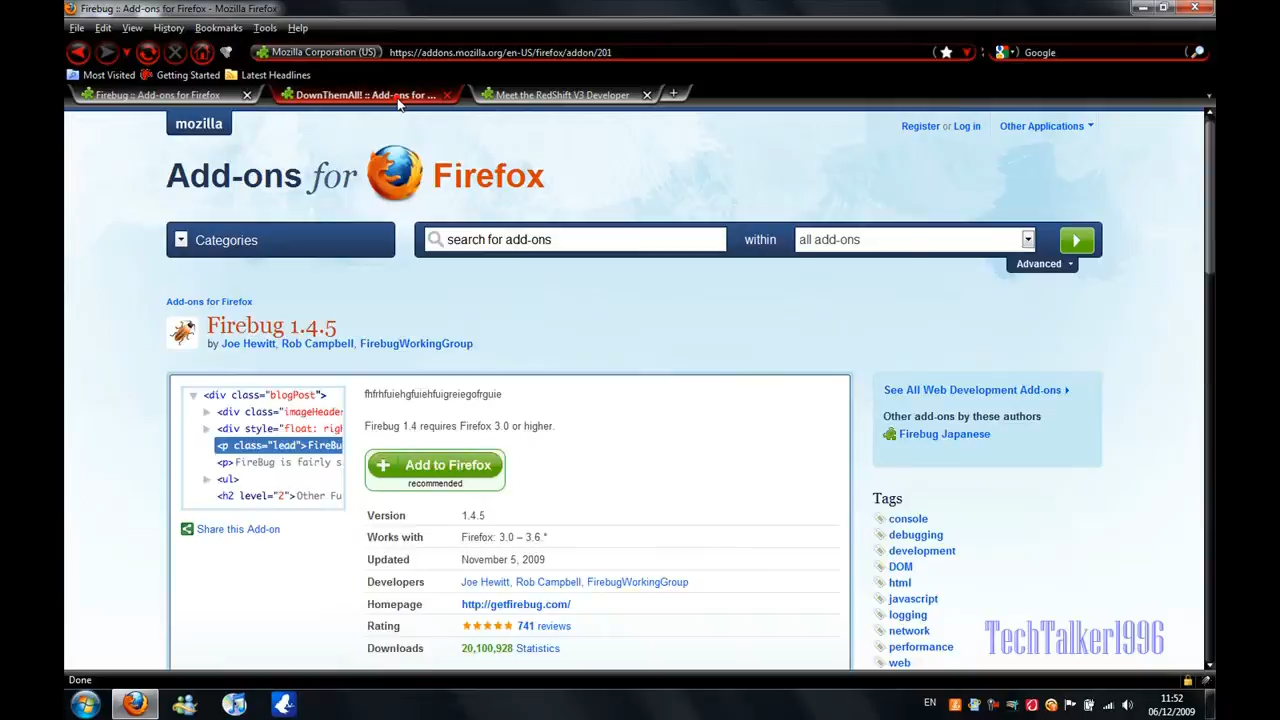 Firebug :: Add-ons for Firefox - Mozilla Firefox
File Edit View History Bookmarks Tools Help
Mozilla Corporation (US) https://addons.mozilla.org/en-US/firefox/addon/201 Google
Most Visited Getting Started Latest Headlines
Firebug :: Add-ons for Firefox DownThemAll! :: Add-ons for ... Meet the RedShift V3 Developer
mozilla
Register or Log in Other Applications
Add-ons for Firefox
Categories search for add-ons within all add-ons
Advanced
Add-ons for Firefox
Firebug 1.4.5
by Joe Hewitt, Rob Campbell, FirebugWorkingGroup
<div class="blogPost">
<div class="imageHeader
<div style="float: righ
<p class="lead">FireBu
<p>FireBug is fairly s
<ul>
<h2 level="2">Other Fu
Share this Add-on
fhfrhfuiehgfuiehfuigreiegofrguie
Firebug 1.4 requires Firefox 3.0 or higher.
Add to Firefox
recommended
Version 1.4.5
Works with Firefox: 3.0 – 3.6.*
Updated November 5, 2009
Developers Joe Hewitt, Rob Campbell, FirebugWorkingGroup
Homepage http://getfirebug.com/
Rating 741 reviews
Downloads 20,100,928 Statistics
See All Web Development Add-ons
Other add-ons by these authors
Firebug Japanese
Tags
console
debugging
development
DOM
html
javascript
logging
network
performance
web
TechTalker1996
Done
EN 11:52
06/12/2009